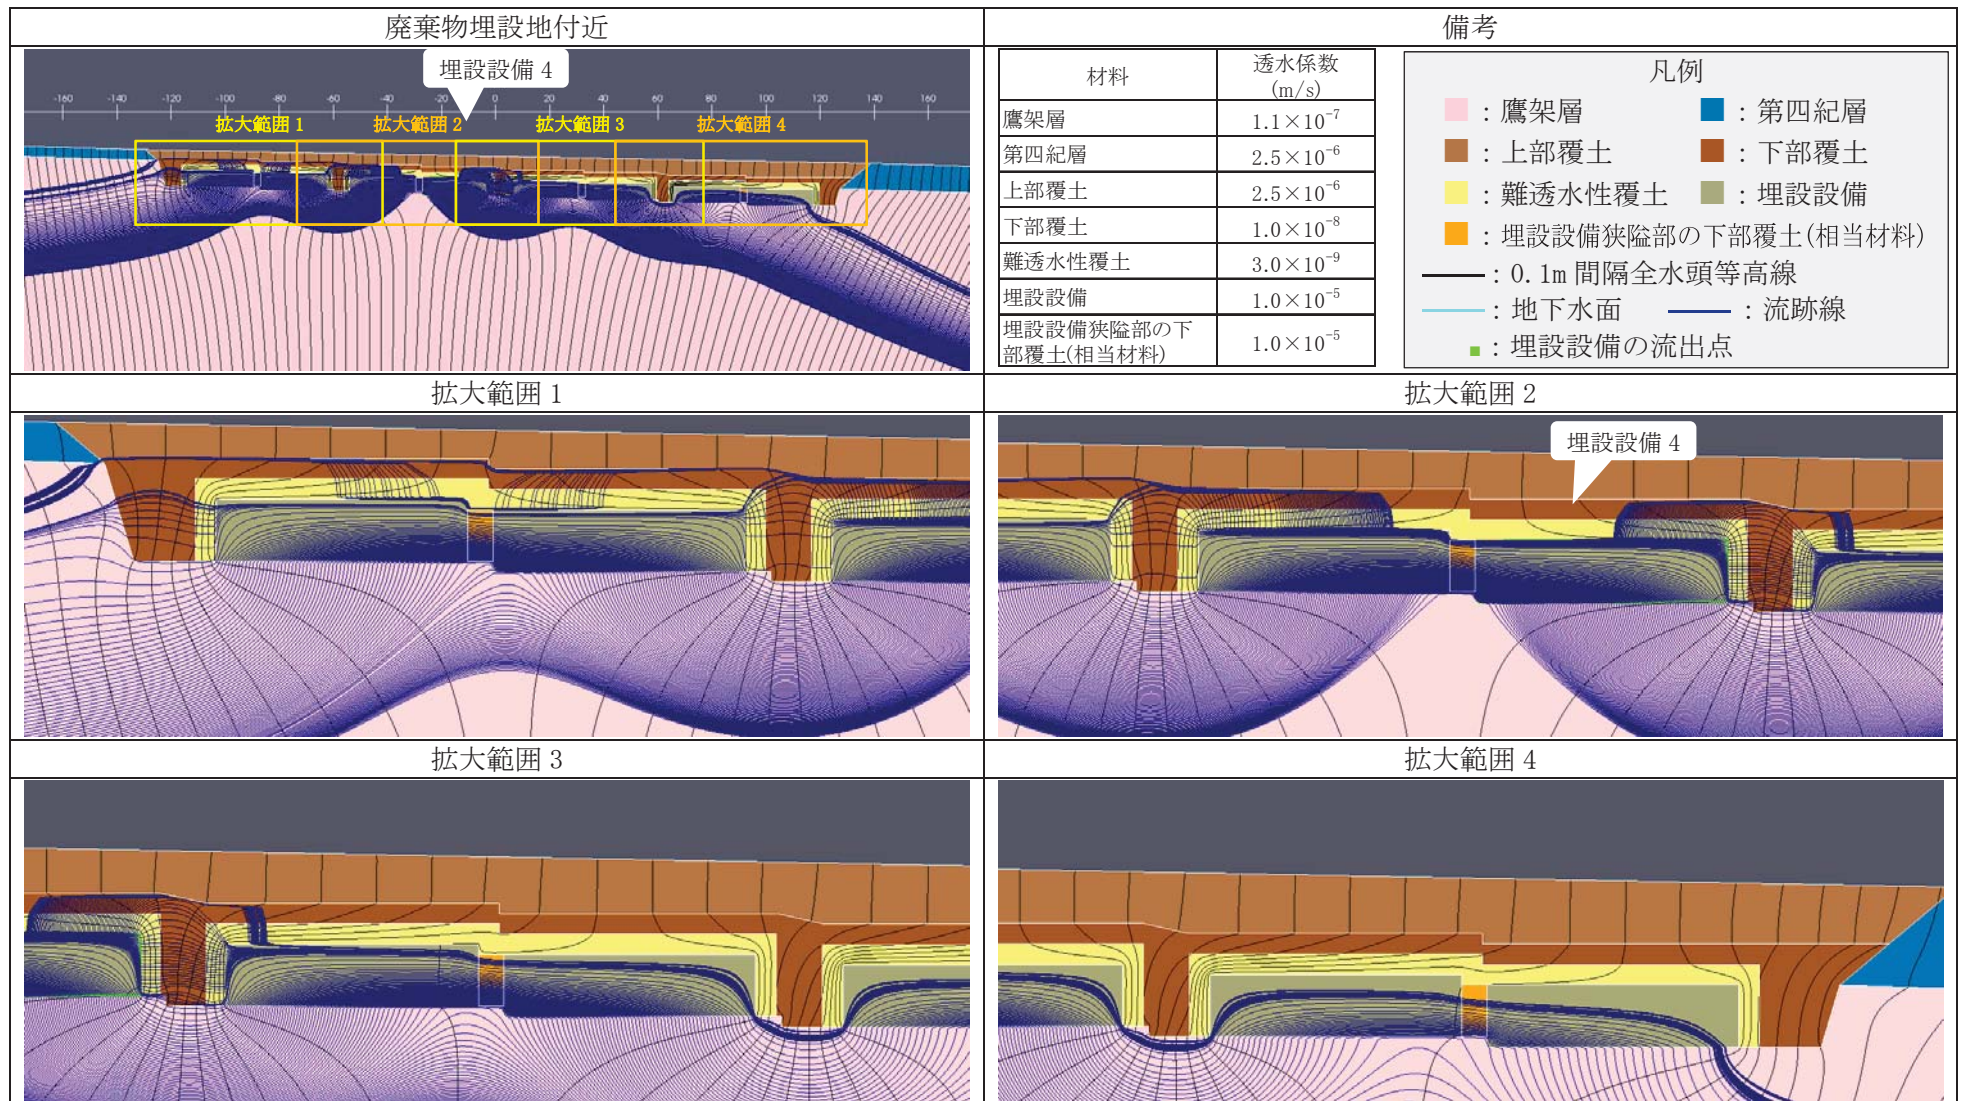 廃棄物埋設地付近
備考
埋設設備 4
-160 -140 -120 -100 -80 -60 -40 -20 0 20 40 60 80 100 120 140 160
拡大範囲 1 拡大範囲 2 拡大範囲 3 拡大範囲 4
材料 透水係数 (m/s)
鷹架層 1.1×10⁻⁷
第四紀層 2.5×10⁻⁶
上部覆土 2.5×10⁻⁶
下部覆土 1.0×10⁻⁸
難透水性覆土 3.0×10⁻⁹
埋設設備 1.0×10⁻⁵
埋設設備狭隘部の下
部覆土(相当材料) 1.0×10⁻⁵
凡例
：鷹架層 ：第四紀層
：上部覆土 ：下部覆土
：難透水性覆土 ：埋設設備
：埋設設備狭隘部の下部覆土(相当材料)
：0.1m 間隔全水頭等高線
：地下水面 ：流跡線
：埋設設備の流出点
拡大範囲 1
拡大範囲 2
埋設設備 4
拡大範囲 3
拡大範囲 4